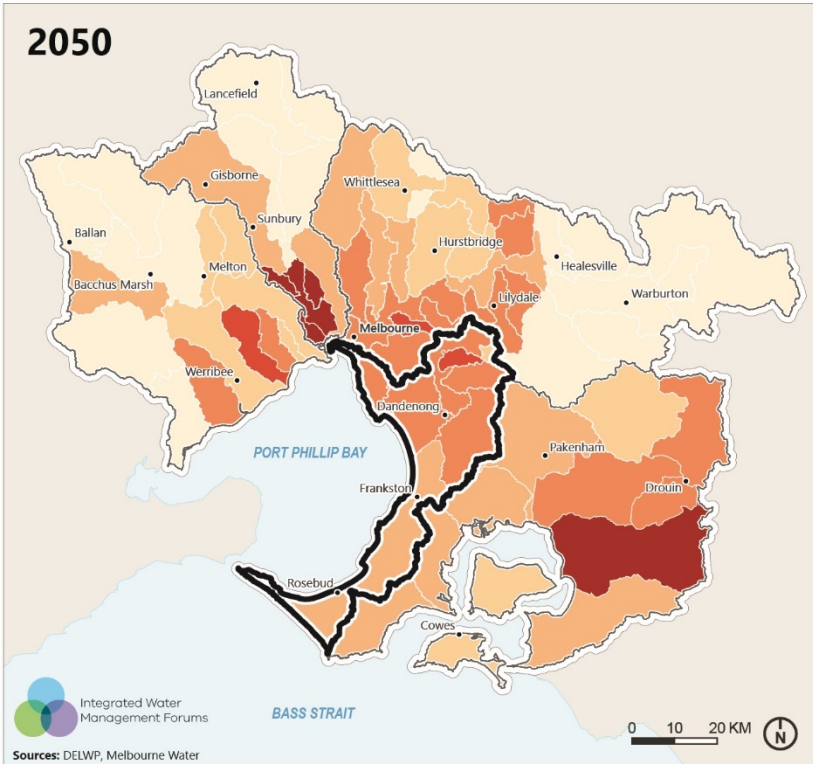 2050
Lancefield
Gisborne
Whittlesea
Sunbury
Ballan
Hurstbridge
Melton
Healesville
Bacchus Marsh
Lilydale
Warburton
Melbourne
Werribee
Dandenong
PORT PHILLIP BAY
Pakenham
Drouin
Frankston
Rosebud
Cowes
Integrated Water
Management Forums
BASS STRAIT
0 10 20 KM
N
Sources: DELWP, Melbourne Water